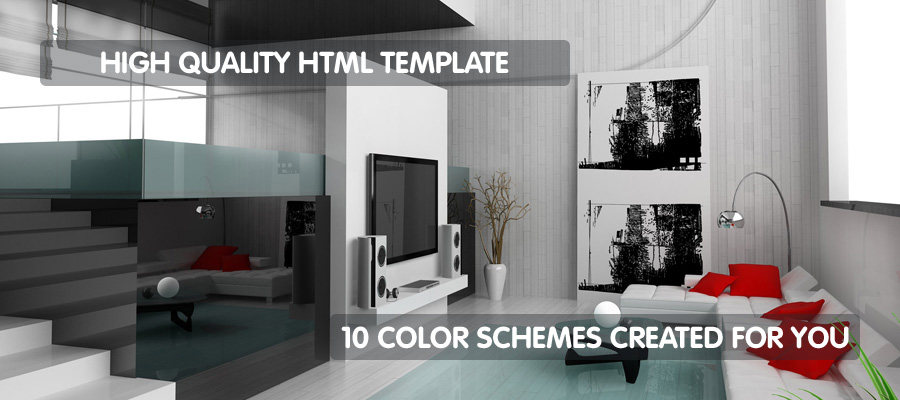 HIGH QUALITY HTML TEMPLATE
10 COLOR SCHEMES CREATED FOR YOU